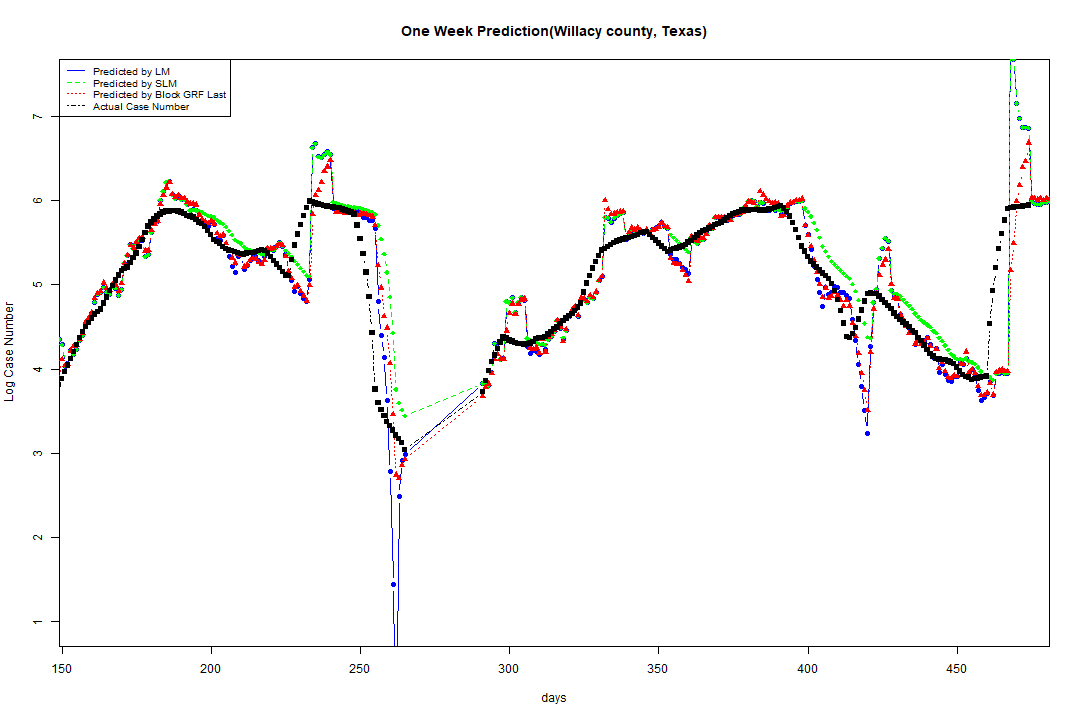 One Week Prediction(Willacy county, Texas)
Predicted by LM
Predicted by SLM
Predicted by Block GRF Last
Actual Case Number
Log Case Number
7
6
5
4
3
2
1
150 200 250 300 350 400 450
days